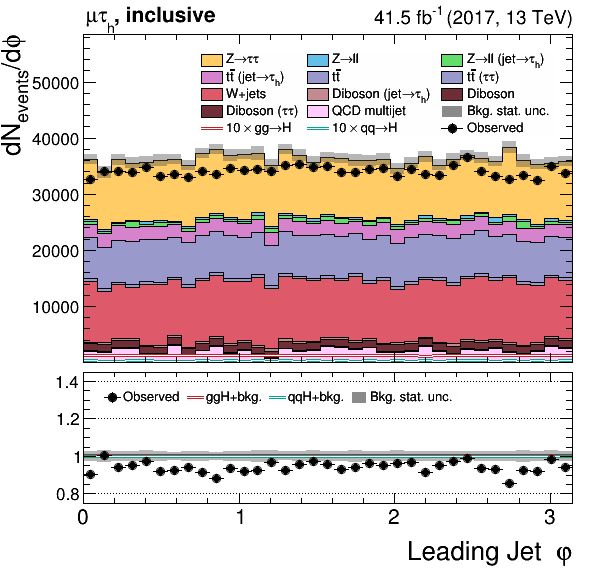 μτh, inclusive 41.5 fb-1 (2017, 13 TeV)
dNevents/dφ
Z→ττ Z→ll Z→ll (jet→τh)
tt̄ (jet→τh) tt̄ tt̄ (ττ)
W+jets Diboson (jet→τh) Diboson
Diboson (ττ) QCD multijet Bkg. stat. unc.
10 × gg→H 10 × qq→H Observed
50000
40000
30000
20000
10000
Observed ggH+bkg. qqH+bkg. Bkg. stat. unc.
1.4
1.2
1
0.8
0 1 2 3
Leading Jet φ